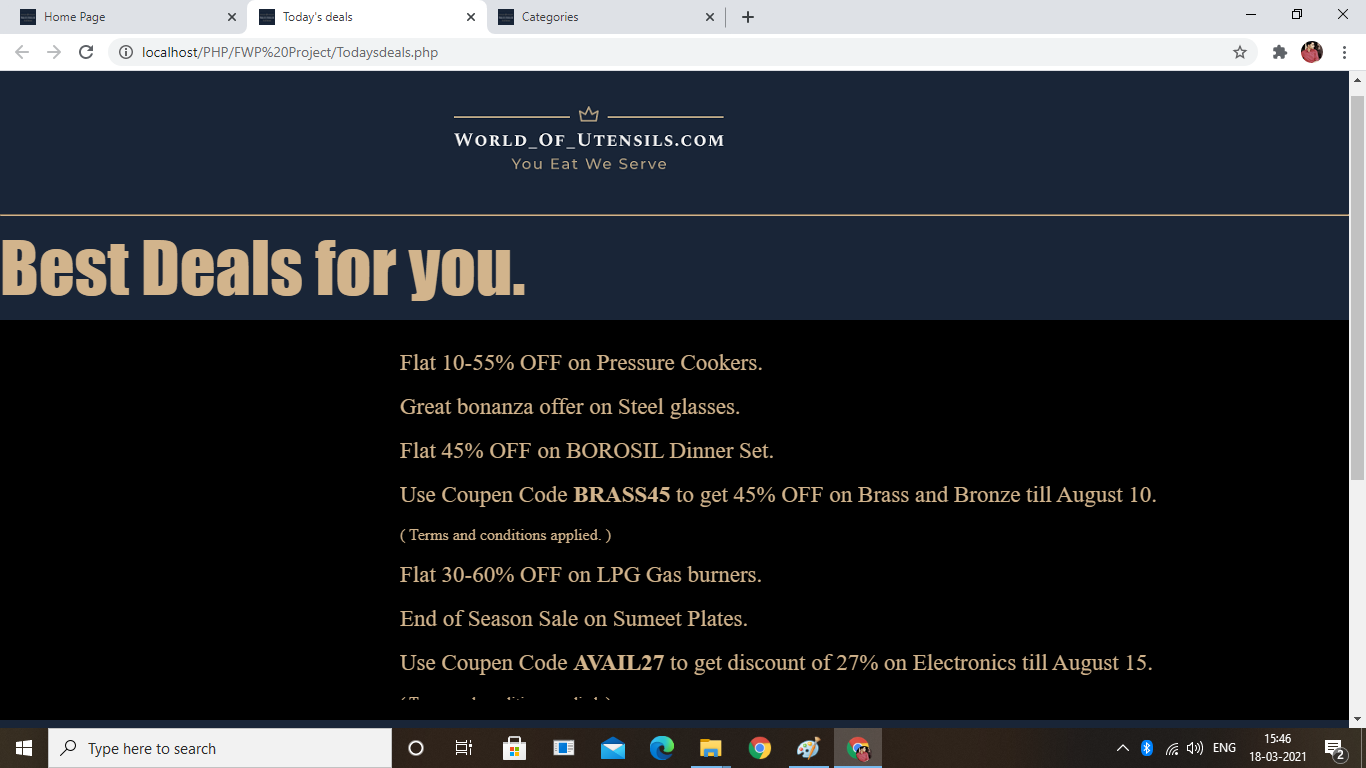 Home Page
Today's deals
Categories
localhost/PHP/FWP%20Project/Todaysdeals.php
WORLD_OF_UTENSILS.COM
You Eat We Serve
Best Deals for you.
Flat 10-55% OFF on Pressure Cookers.
Great bonanza offer on Steel glasses.
Flat 45% OFF on BOROSIL Dinner Set.
Use Coupen Code BRASS45 to get 45% OFF on Brass and Bronze till August 10.
( Terms and conditions applied. )
Flat 30-60% OFF on LPG Gas burners.
End of Season Sale on Sumeet Plates.
Use Coupen Code AVAIL27 to get discount of 27% on Electronics till August 15.
Type here to search
ENG
15:46
18-03-2021
2